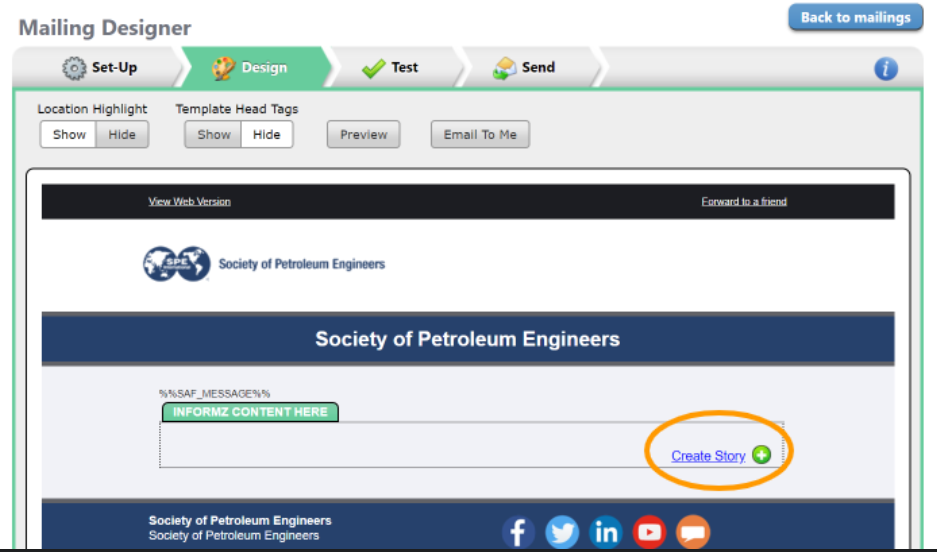 Back to mailings
Mailing Designer
Set-Up Design Test Send i
Location Highlight Template Head Tags
Show Hide Show Hide Preview Email To Me
View Web Version Forward to a friend
SPE Society of Petroleum Engineers
Society of Petroleum Engineers
%%SAF_MESSAGE%%
INFORMZ CONTENT HERE
Create Story
Society of Petroleum Engineers
Society of Petroleum Engineers
f in